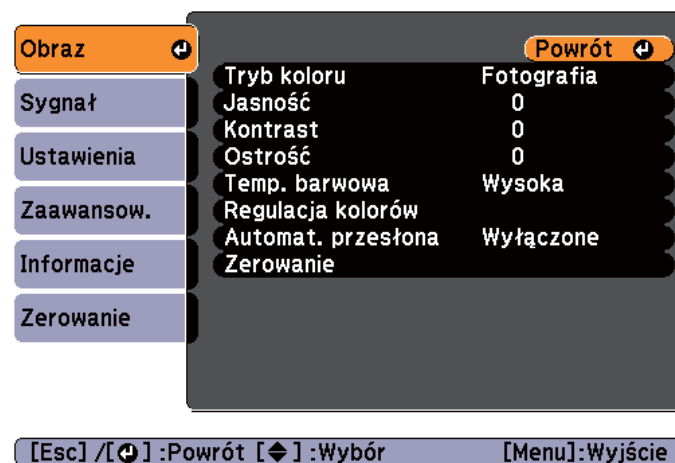 Obraz
Sygnał
Ustawienia
Zaawansow.
Informacje
Zerowanie
Powrót
Tryb koloru Fotografia
Jasność 0
Kontrast 0
Ostrość 0
Temp. barwowa Wysoka
Regulacja kolorów
Automat. przesłona Wyłączone
Zerowanie
[Esc] /[⏎] :Powrót [◆] :Wybór [Menu]:Wyjście